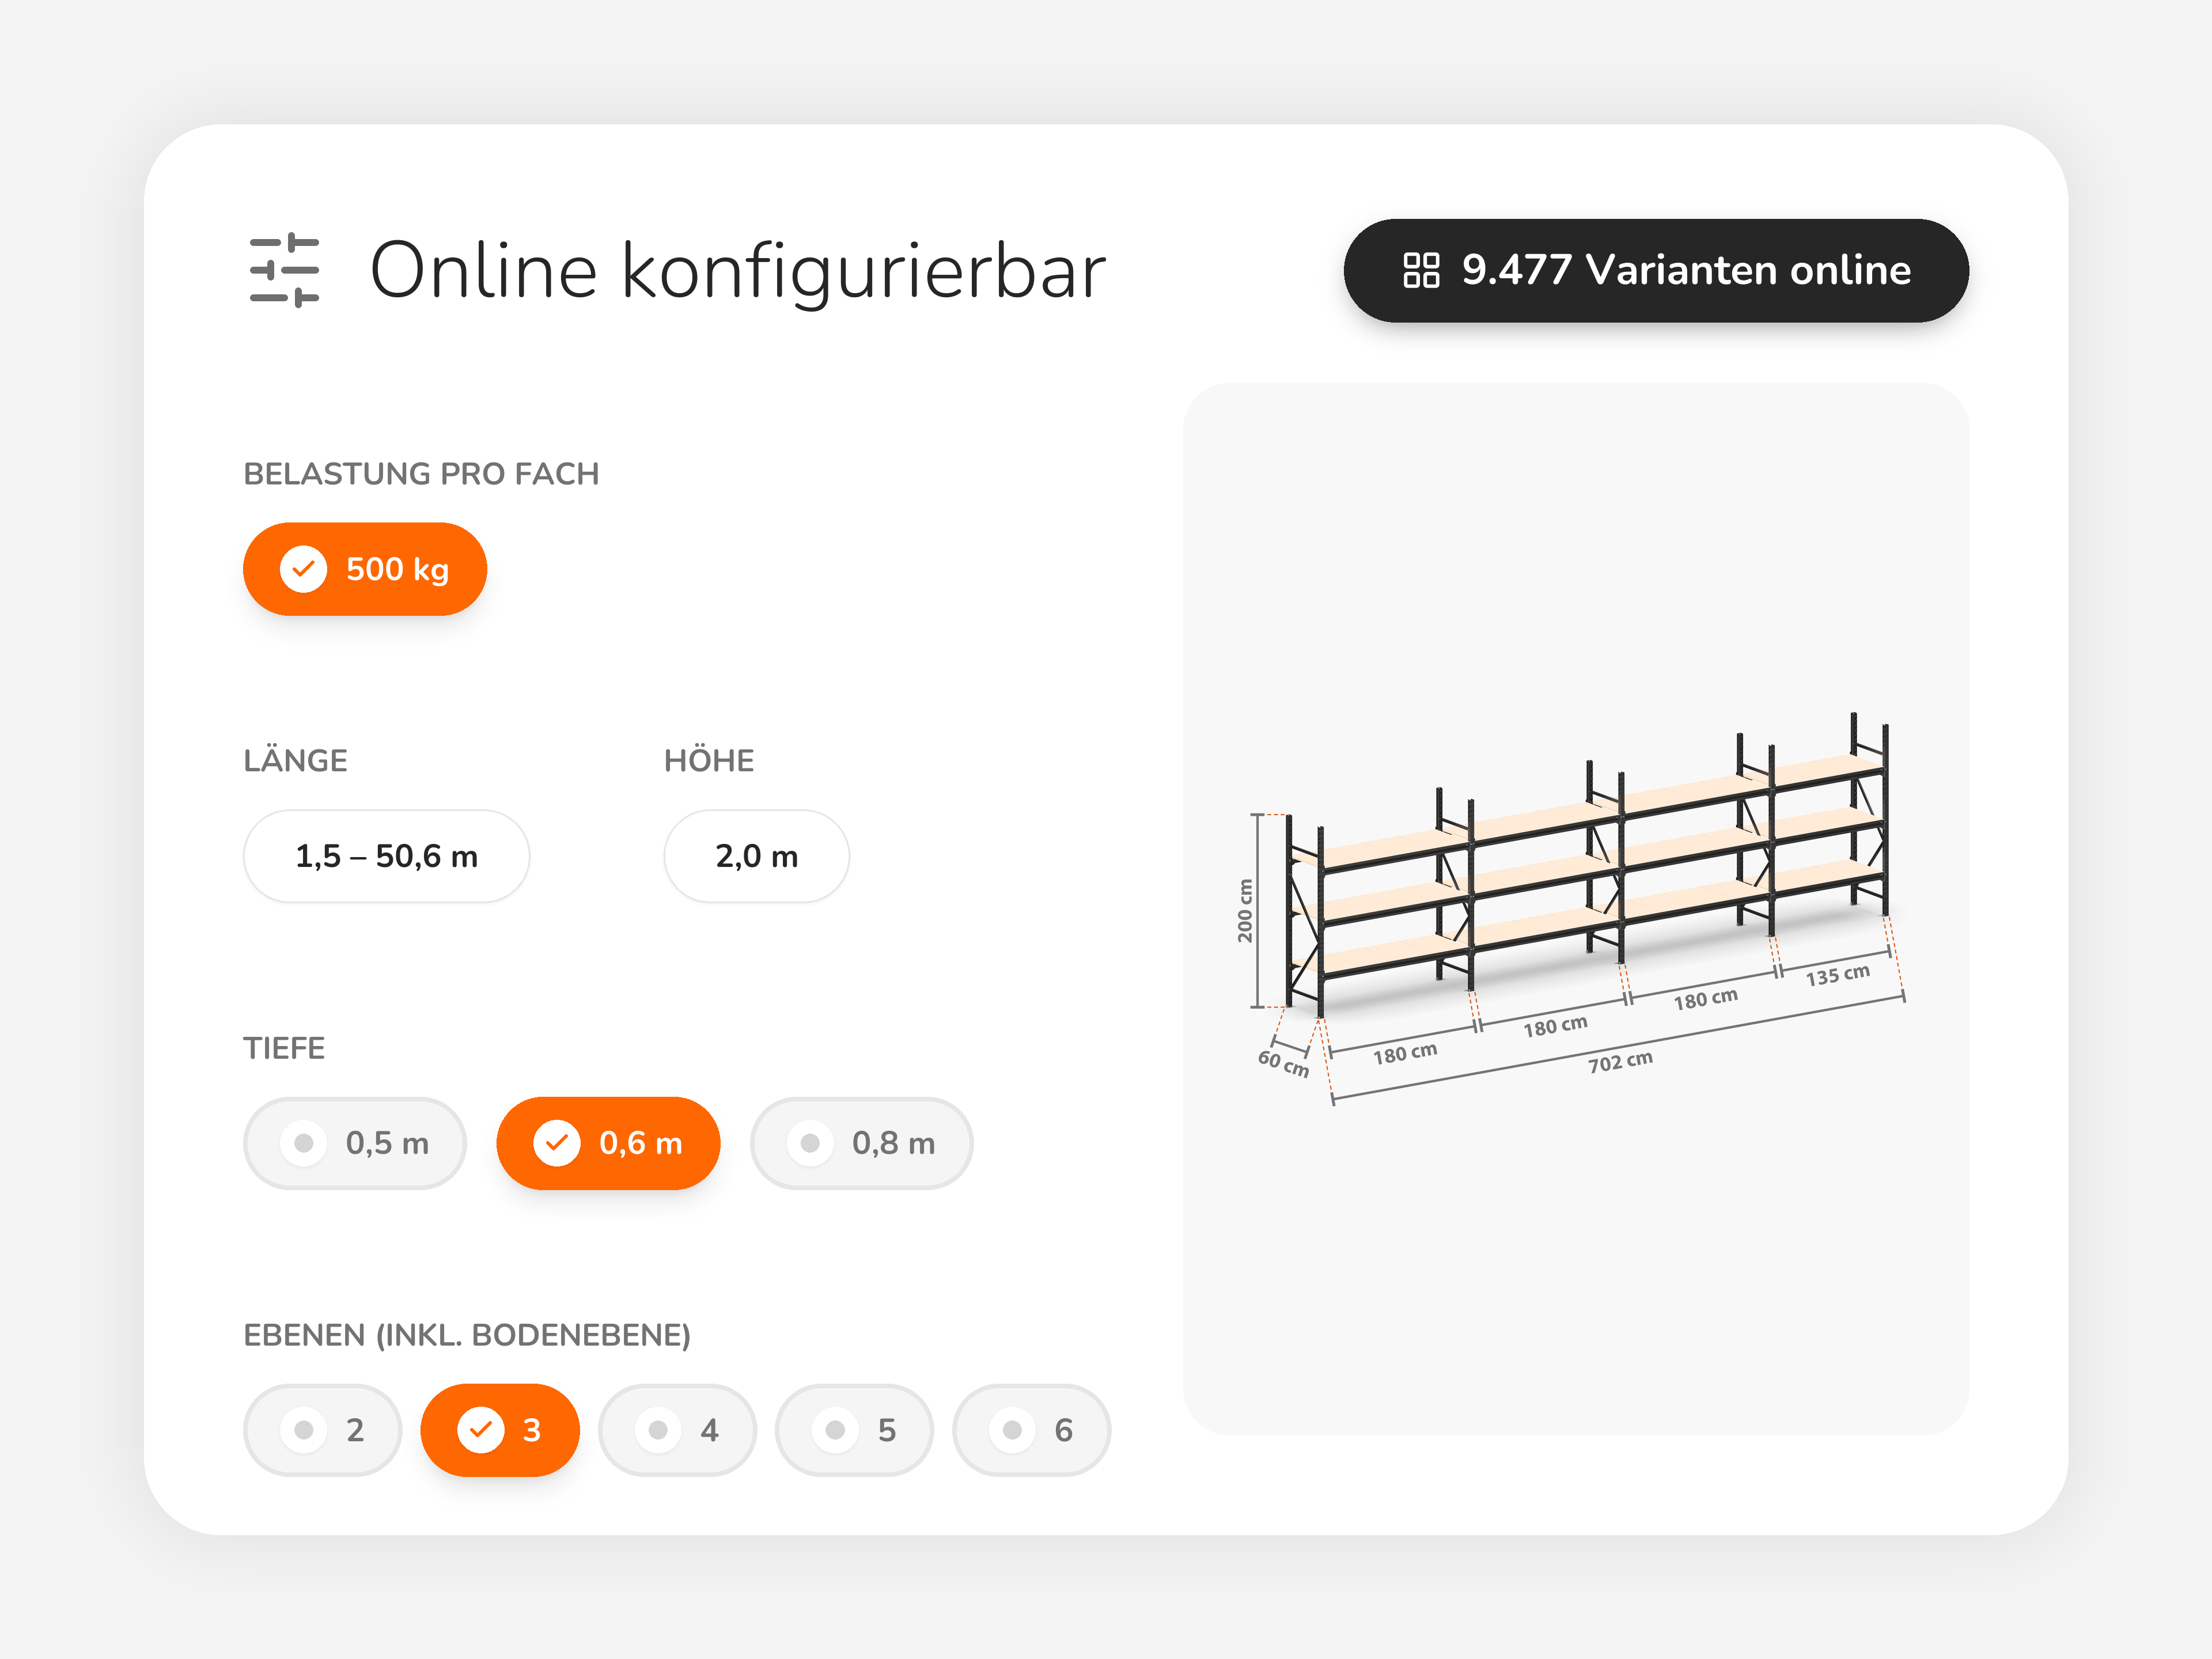 Online konfigurierbar
9.477 Varianten online
BELASTUNG PRO FACH
500 kg
LÄNGE
HÖHE
1,5 – 50,6 m
2,0 m
TIEFE
0,5 m
0,6 m
0,8 m
EBENEN (INKL. BODENEBENE)
2
3
4
5
6
200 cm
60 cm
180 cm
180 cm
180 cm
135 cm
702 cm